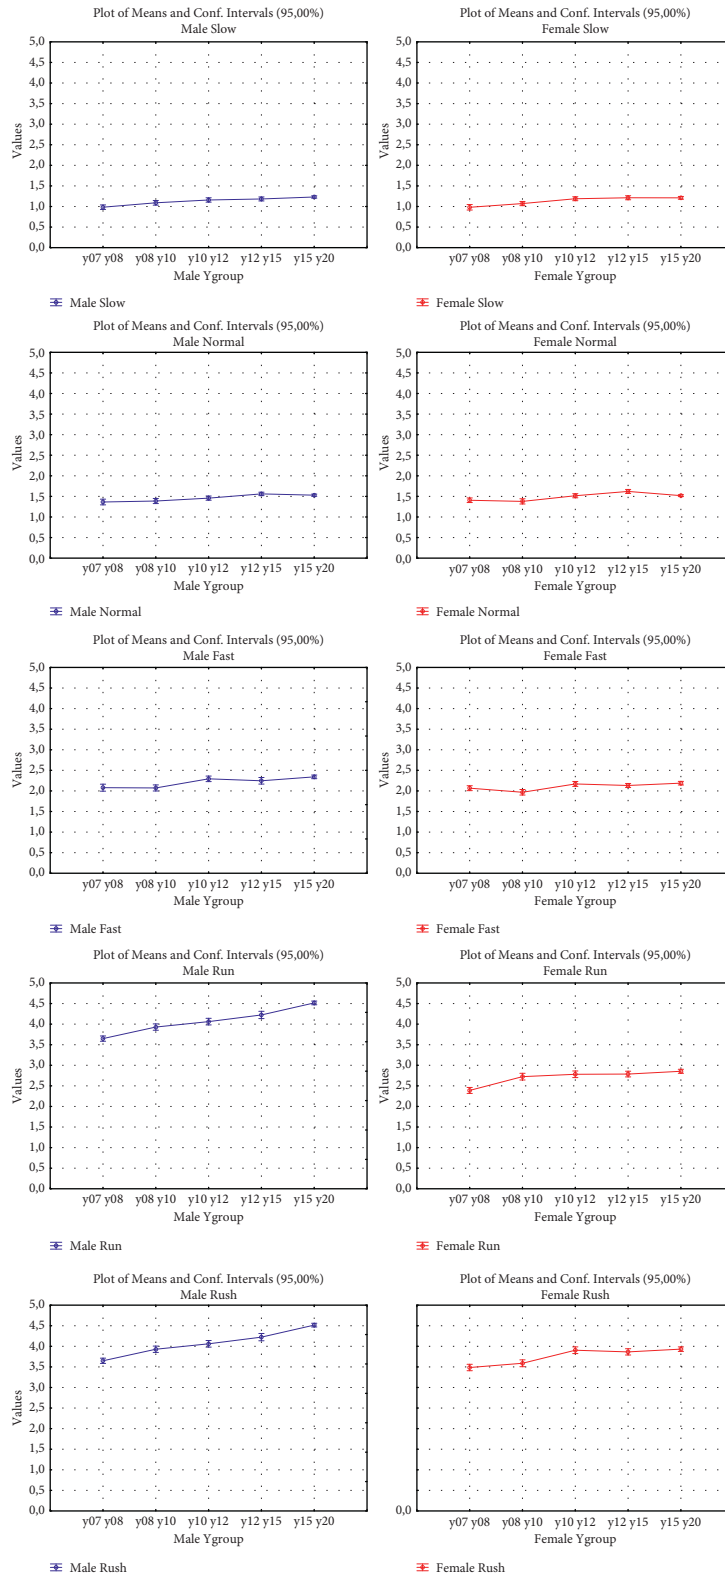 Plot of Means and Conf. Intervals (95,00%)
Male Slow
5,0
4,5
4,0
3,5
3,0
2,5
2,0
1,5
1,0
0,5
0,0
Values
y07 y08 y08 y10 y10 y12 y12 y15 y15 y20
Male Ygroup
Male Slow
Plot of Means and Conf. Intervals (95,00%)
Female Slow
5,0
4,5
4,0
3,5
3,0
2,5
2,0
1,5
1,0
0,5
0,0
Values
y07 y08 y08 y10 y10 y12 y12 y15 y15 y20
Female Ygroup
Female Slow
Plot of Means and Conf. Intervals (95,00%)
Male Normal
5,0
4,5
4,0
3,5
3,0
2,5
2,0
1,5
1,0
0,5
0,0
Values
y07 y08 y08 y10 y10 y12 y12 y15 y15 y20
Male Ygroup
Male Normal
Plot of Means and Conf. Intervals (95,00%)
Female Normal
5,0
4,5
4,0
3,5
3,0
2,5
2,0
1,5
1,0
0,5
0,0
Values
y07 y08 y08 y10 y10 y12 y12 y15 y15 y20
Female Ygroup
Female Normal
Plot of Means and Conf. Intervals (95,00%)
Male Fast
5,0
4,5
4,0
3,5
3,0
2,5
2,0
1,5
1,0
0,5
0,0
Values
y07 y08 y08 y10 y10 y12 y12 y15 y15 y20
Male Ygroup
Male Fast
Plot of Means and Conf. Intervals (95,00%)
Female Fast
5,0
4,5
4,0
3,5
3,0
2,5
2,0
1,5
1,0
0,5
0,0
Values
y07 y08 y08 y10 y10 y12 y12 y15 y15 y20
Female Ygroup
Female Fast
Plot of Means and Conf. Intervals (95,00%)
Male Run
5,0
4,5
4,0
3,5
3,0
2,5
2,0
1,5
1,0
0,5
0,0
Values
y07 y08 y08 y10 y10 y12 y12 y15 y15 y20
Male Ygroup
Male Run
Plot of Means and Conf. Intervals (95,00%)
Female Run
5,0
4,5
4,0
3,5
3,0
2,5
2,0
1,5
1,0
0,5
0,0
Values
y07 y08 y08 y10 y10 y12 y12 y15 y15 y20
Female Ygroup
Female Run
Plot of Means and Conf. Intervals (95,00%)
Male Rush
5,0
4,5
4,0
3,5
3,0
2,5
2,0
1,5
1,0
0,5
0,0
Values
y07 y08 y08 y10 y10 y12 y12 y15 y15 y20
Male Ygroup
Male Rush
Plot of Means and Conf. Intervals (95,00%)
Female Rush
0,0
y07 y08 y08 y10 y10 y12 y12 y15 y15 y20
Female Ygroup
Female Rush